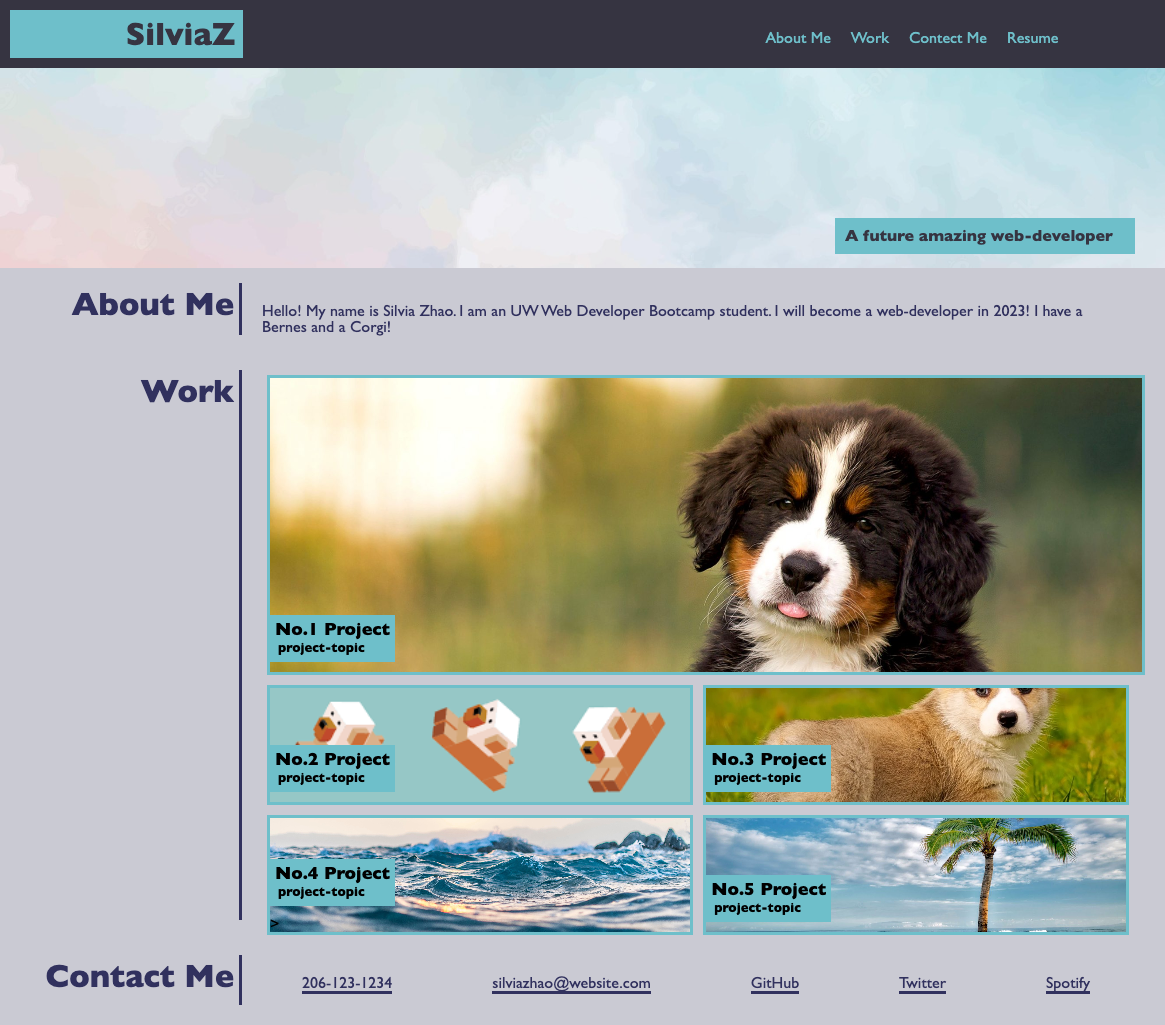 SilviaZ
About Me Work Contect Me Resume
A future amazing web-developer
About Me
Hello! My name is Silvia Zhao. I am an UW Web Developer Bootcamp student. I will become a web-developer in 2023! I have a
Bernes and a Corgi!
Work
No.1 Project
project-topic
No.2 Project
project-topic
No.3 Project
project-topic
No.4 Project
project-topic
>
No.5 Project
project-topic
Contact Me
206-123-1234 silviazhao@website.com GitHub Twitter Spotify